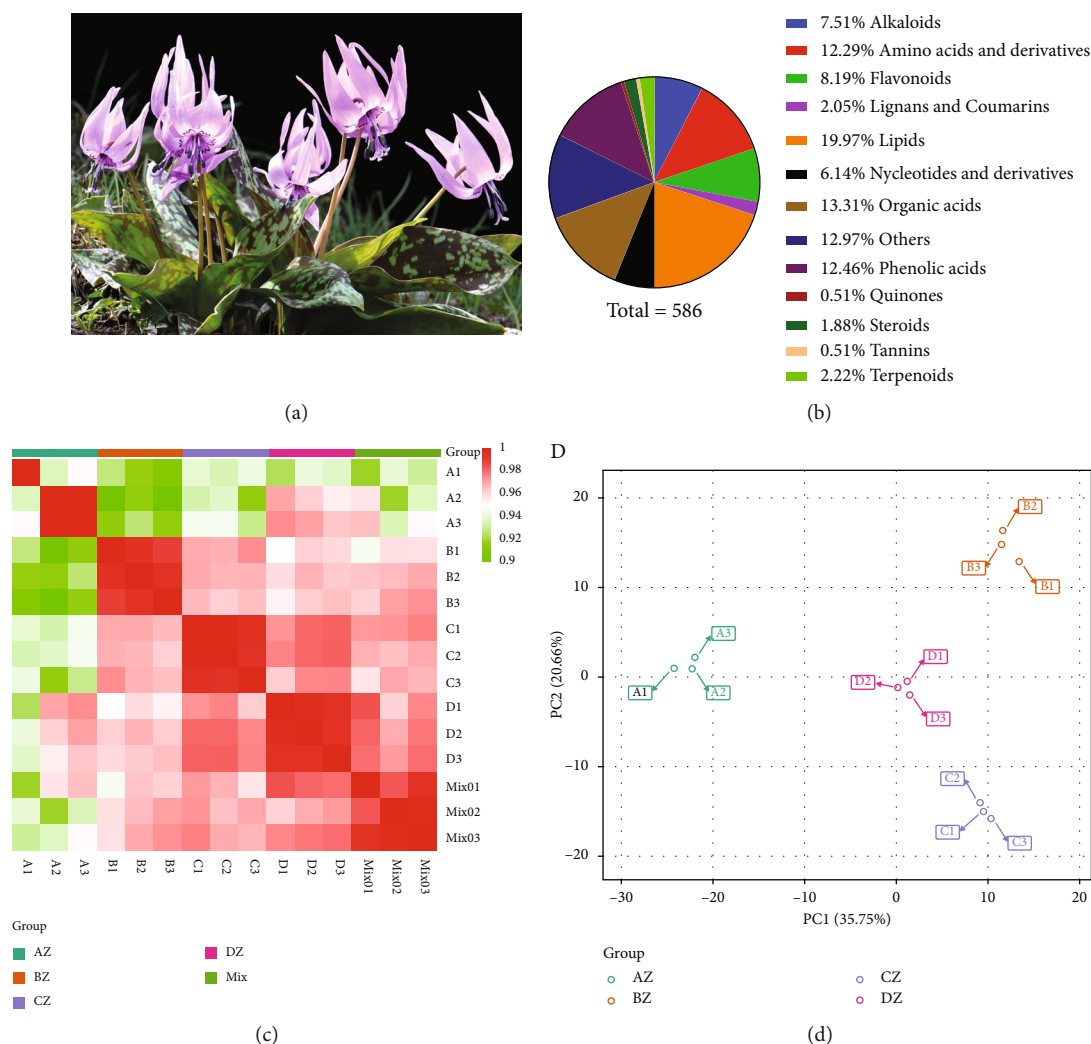 7.51% Alkaloids
12.29% Amino acids and derivatives
8.19% Flavonoids
2.05% Lignans and Coumarins
19.97% Lipids
6.14% Nycleotides and derivatives
13.31% Organic acids
12.97% Others
12.46% Phenolic acids
0.51% Quinones
1.88% Steroids
0.51% Tannins
2.22% Terpenoids
Total = 586
(a)
(b)
Group
A1
A2
A3
B1
B2
B3
C1
C2
C3
D1
D2
D3
Mix01
Mix02
Mix03
1
0.98
0.96
0.94
0.92
0.9
A1 A2 A3 B1 B2 B3 C1 C2 C3 D1 D2 D3 Mix01 Mix02 Mix03
Group
AZ
BZ
CZ
DZ
Mix
(c)
D
PC2 (20.66%)
20
10
0
−10
−20
B2
B3
B1
A3
A1
A2
D1
D2
D3
C2
C1
C3
−30 −20 −10 0 10 20
PC1 (35.75%)
Group
AZ
BZ
CZ
DZ
(d)